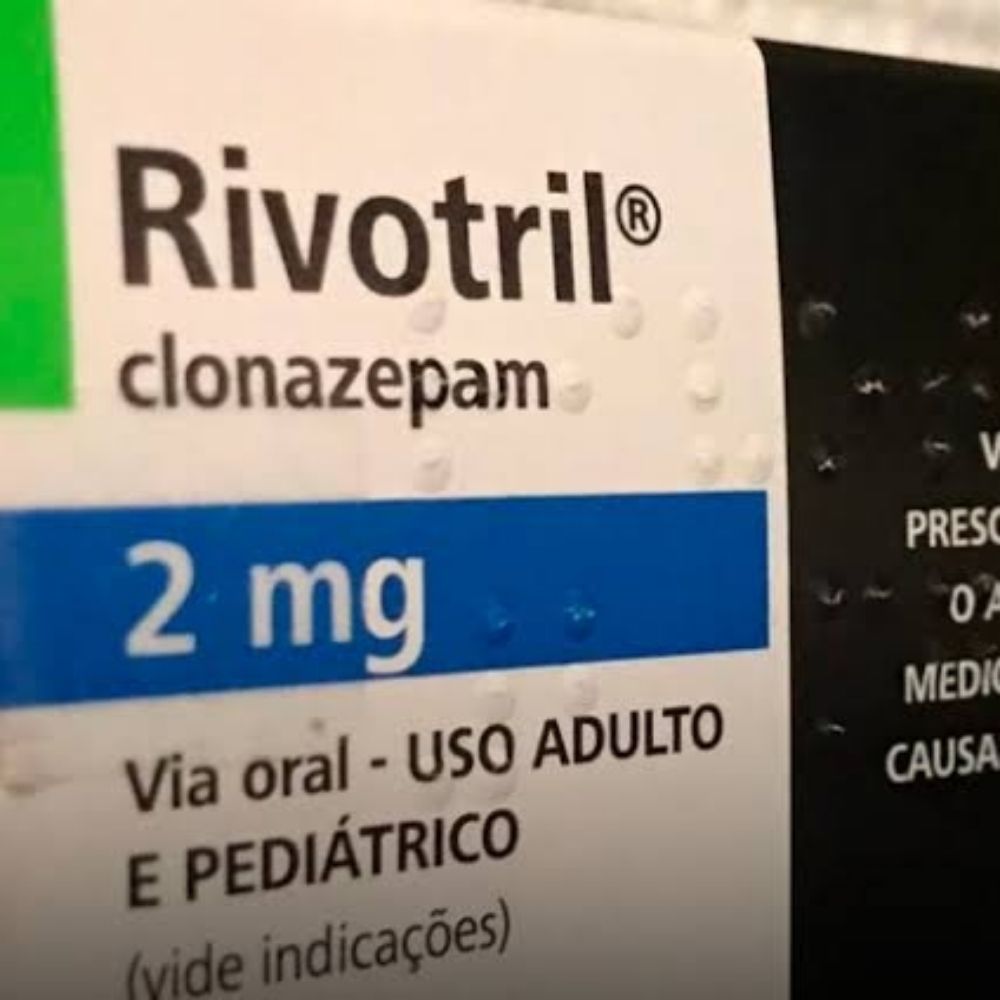 Rivotril®
clonazepam
2 mg
Via oral - USO ADULTO
E PEDIÁTRICO
(vide indicações)
V
PRESC
O A
MEDIC
CAUSA